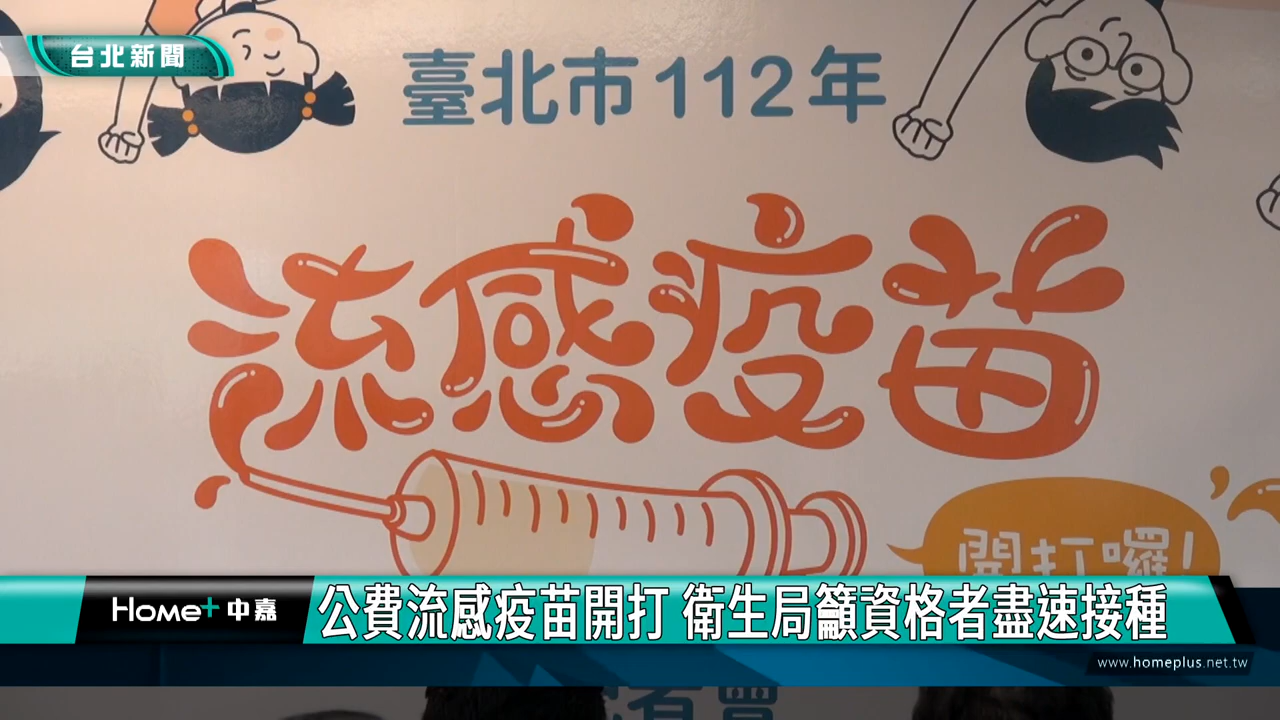 台北新聞
臺北市112年
流感疫苗
開打囉!
Home+ 中嘉
公費流感疫苗開打 衛生局籲資格者盡速接種
www.homeplus.net.tw
者會